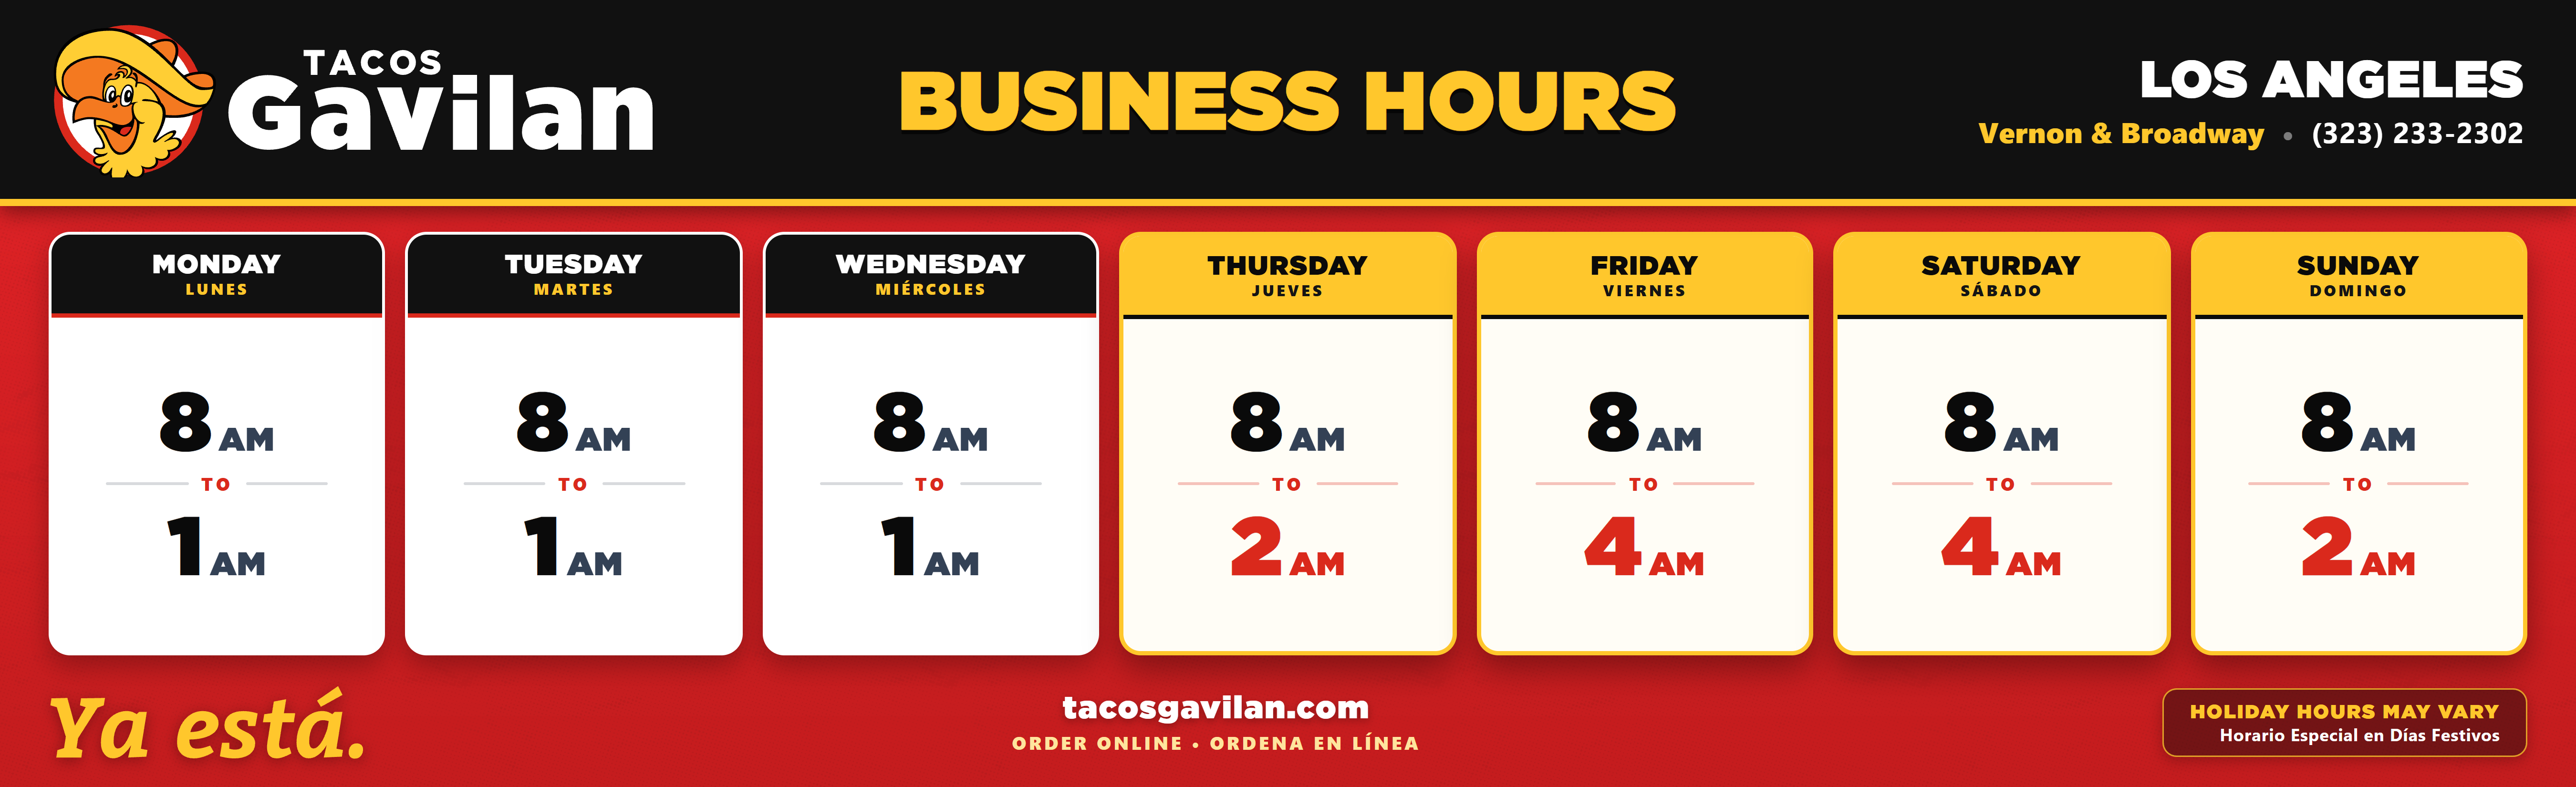 TACOS
Gavilan
BUSINESS HOURS
LOS ANGELES
Vernon & Broadway • (323) 233-2302
MONDAY
LUNES
8 AM
TO
1 AM
TUESDAY
MARTES
8 AM
TO
1 AM
WEDNESDAY
MIÉRCOLES
8 AM
TO
1 AM
THURSDAY
JUEVES
8 AM
TO
2 AM
FRIDAY
VIERNES
8 AM
TO
4 AM
SATURDAY
SÁBADO
8 AM
TO
4 AM
SUNDAY
DOMINGO
8 AM
TO
2 AM
Ya está.
tacosgavilan.com
ORDER ONLINE • ORDENA EN LÍNEA
HOLIDAY HOURS MAY VARY
Horario Especial en Días Festivos